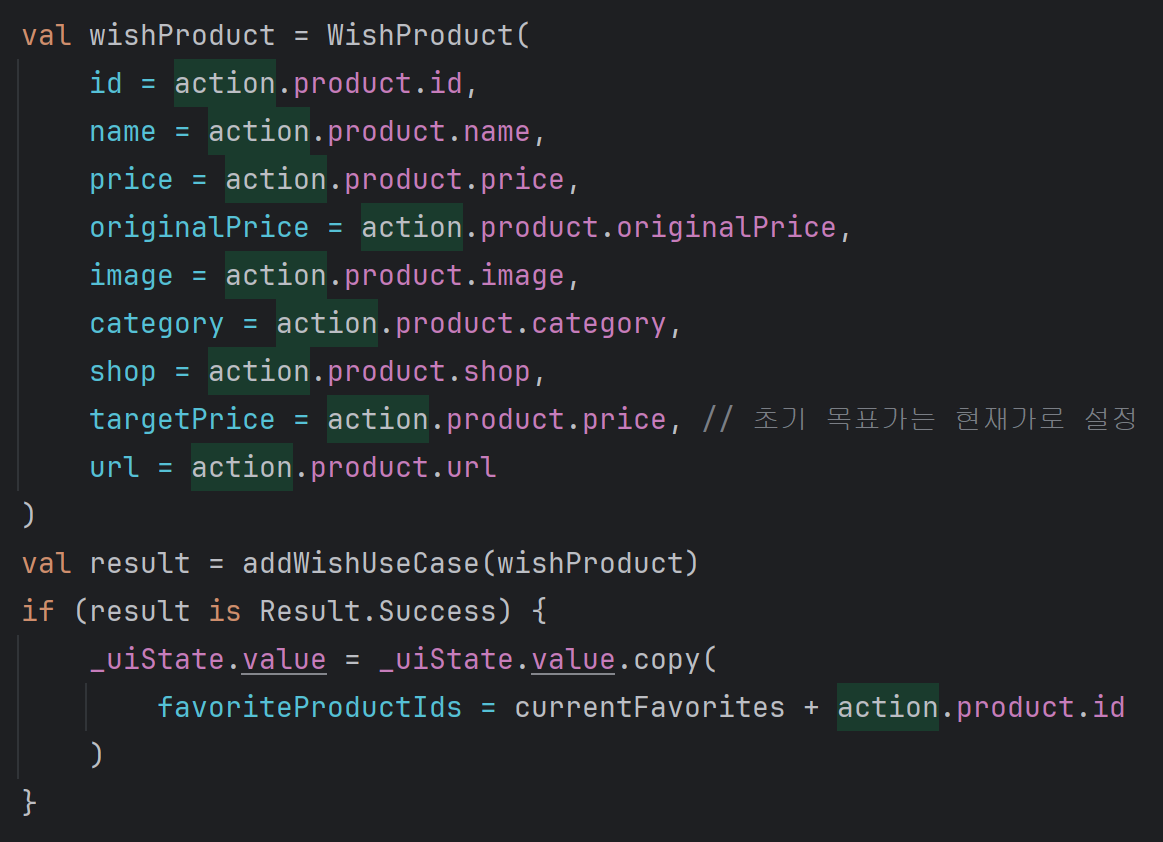 val wishProduct = WishProduct(
    id = action.product.id,
    name = action.product.name,
    price = action.product.price,
    originalPrice = action.product.originalPrice,
    image = action.product.image,
    category = action.product.category,
    shop = action.product.shop,
    targetPrice = action.product.price, // 초기 목표가는 현재가로 설정
    url = action.product.url
)
val result = addWishUseCase(wishProduct)
if (result is Result.Success) {
    _uiState.value = _uiState.value.copy(
        favoriteProductIds = currentFavorites + action.product.id
    )
}